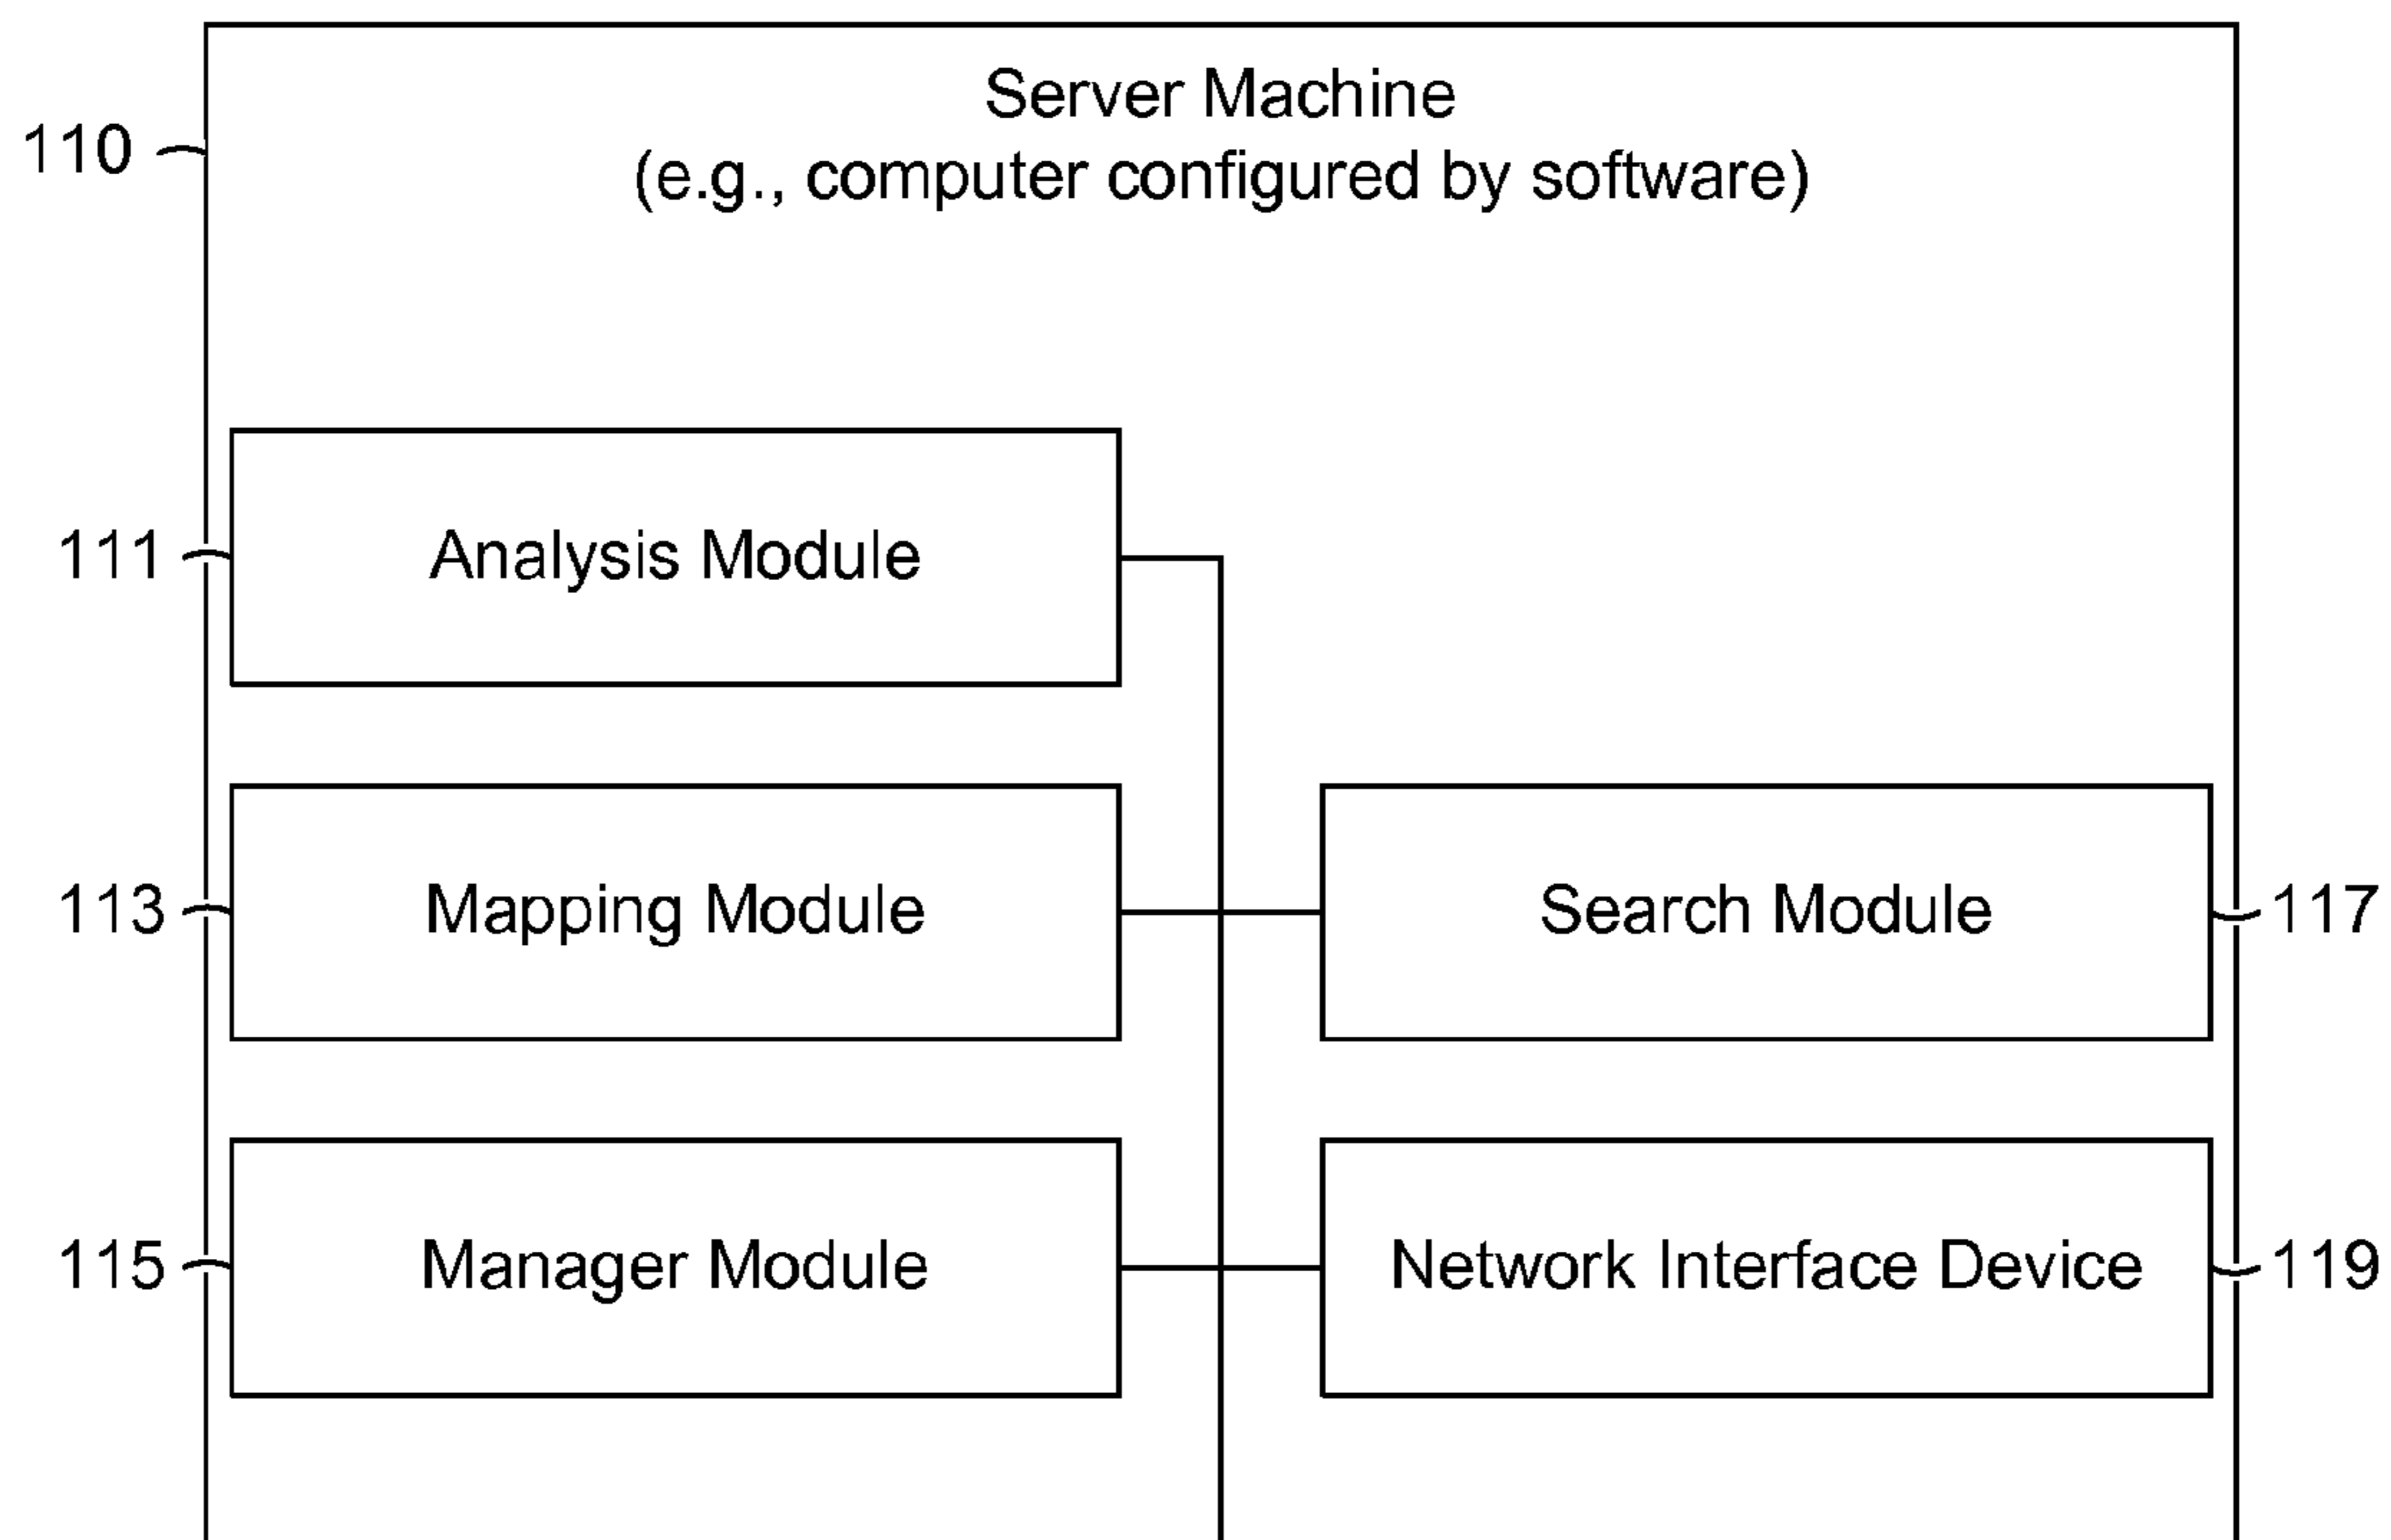 Server Machine
(e.g., computer configured by software)
110
111
Analysis Module
113
Mapping Module
Search Module
117
115
Manager Module
Network Interface Device
119